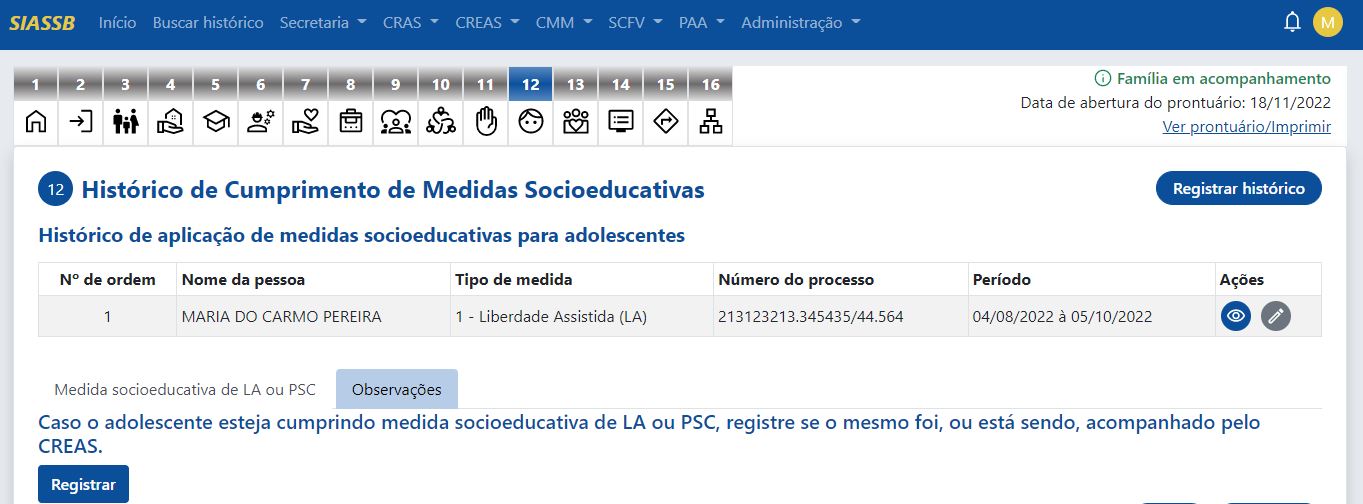 SIASSB Início Buscar histórico Secretaria CRAS CREAS CMM SCFV PAA Administração M
1 2 3 4 5 6 7 8 9 10 11 12 13 14 15 16
Família em acompanhamento
Data de abertura do prontuário: 18/11/2022
Ver prontuário/Imprimir
12 Histórico de Cumprimento de Medidas Socioeducativas Registrar histórico
Histórico de aplicação de medidas socioeducativas para adolescentes
Nº de ordem Nome da pessoa Tipo de medida Número do processo Período Ações
1 MARIA DO CARMO PEREIRA 1 - Liberdade Assistida (LA) 213123213.345435/44.564 04/08/2022 à 05/10/2022
Medida socioeducativa de LA ou PSC Observações
Caso o adolescente esteja cumprindo medida socioeducativa de LA ou PSC, registre se o mesmo foi, ou está sendo, acompanhado pelo
CREAS.
Registrar